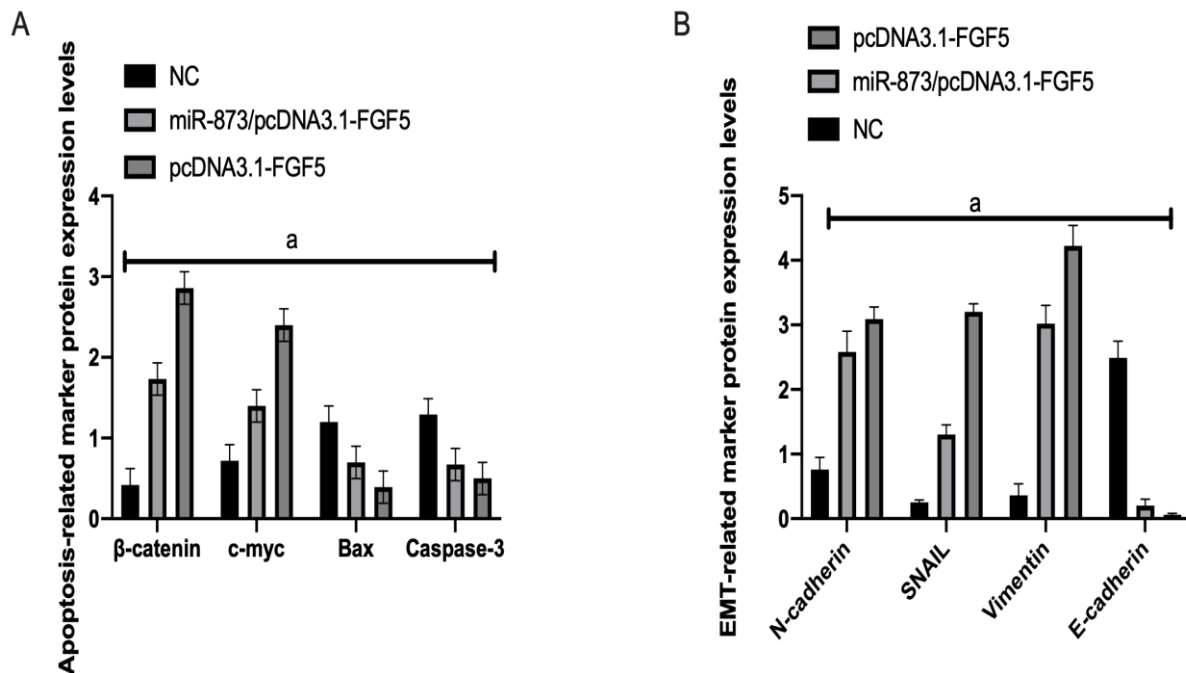 A
Apoptosis-related marker protein expression levels
NC
miR-873/pcDNA3.1-FGF5
pcDNA3.1-FGF5
4
3
2
1
0
a
β-catenin
c-myc
Bax
Caspase-3
B
EMT-related marker protein expression levels
pcDNA3.1-FGF5
miR-873/pcDNA3.1-FGF5
NC
5
4
3
2
1
0
a
N-cadherin
SNAIL
Vimentin
E-cadherin